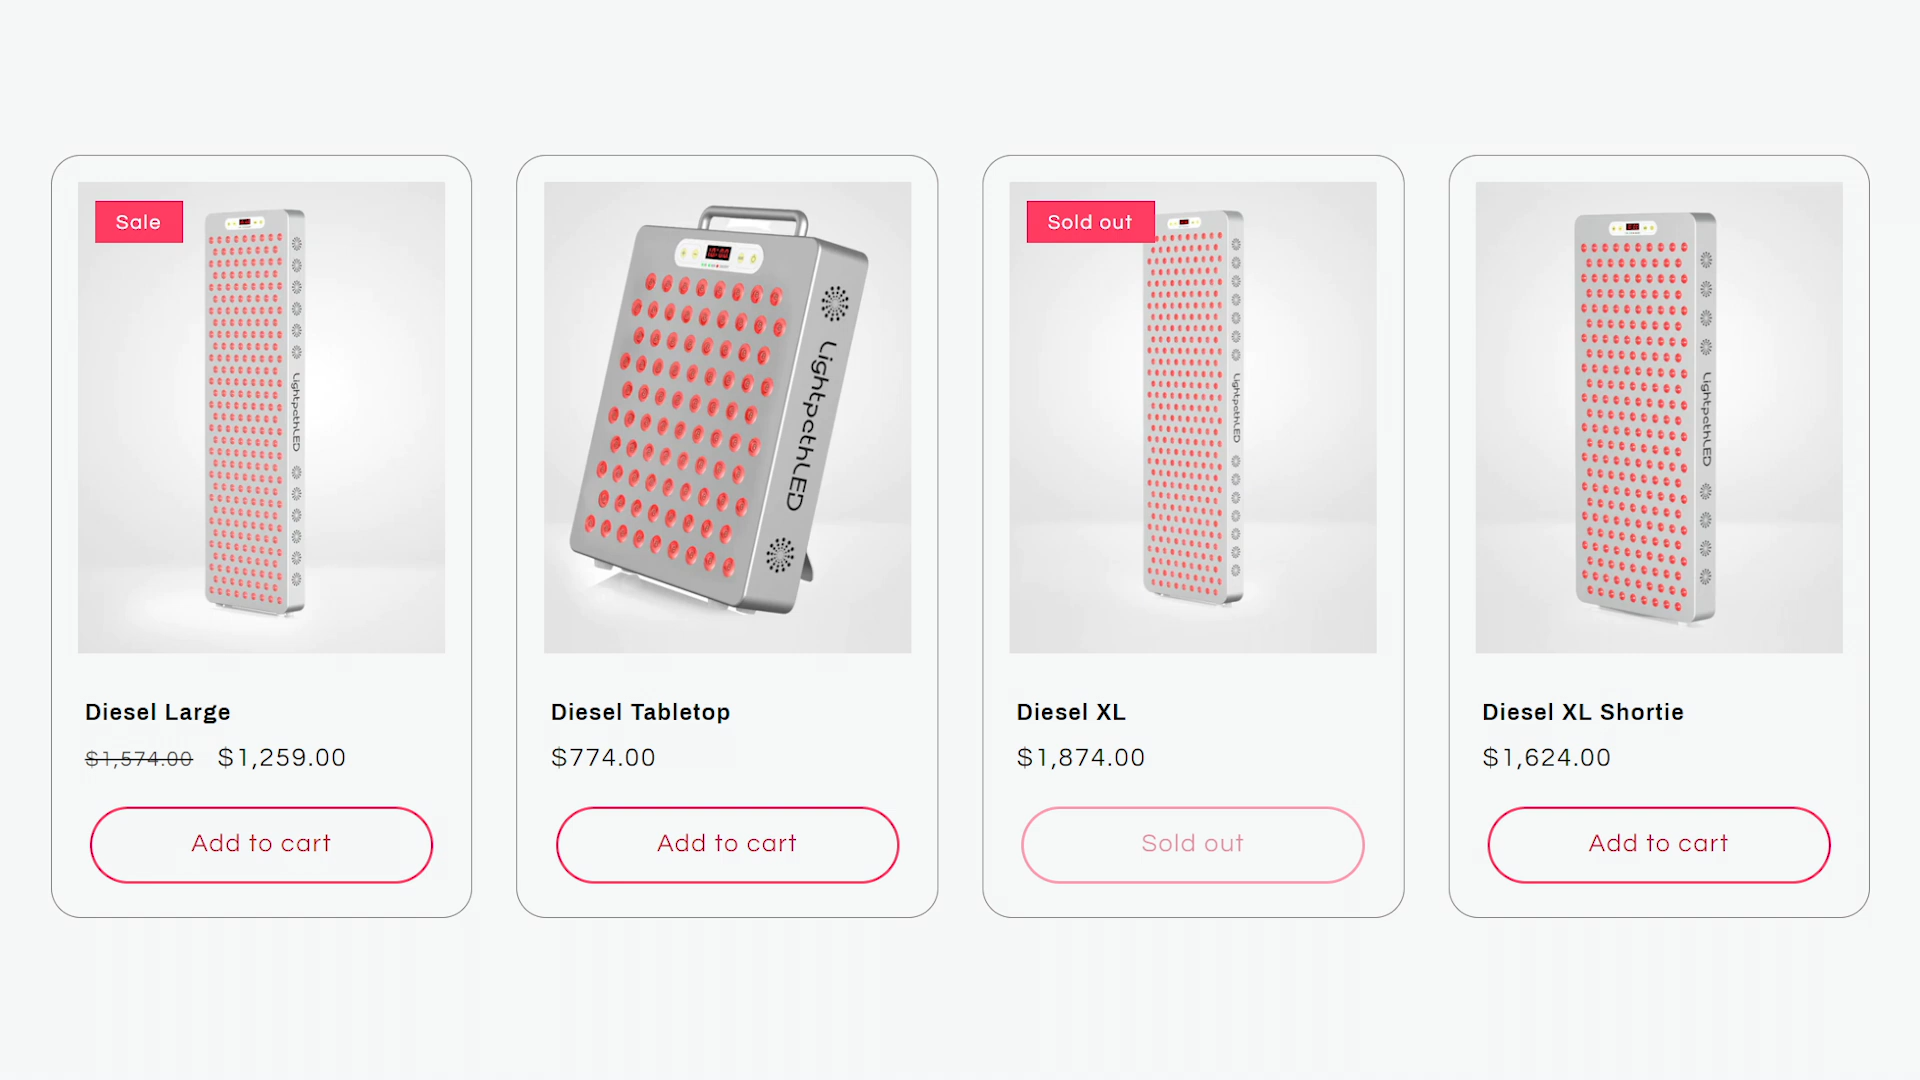 Sale
LightpathLED
Diesel Large
$1,574.00 $1,259.00
Add to cart
LightpathLED
Diesel Tabletop
$774.00
Add to cart
Sold out
LightpathLED
Diesel XL
$1,874.00
Sold out
LightpathLED
Diesel XL Shortie
$1,624.00
Add to cart